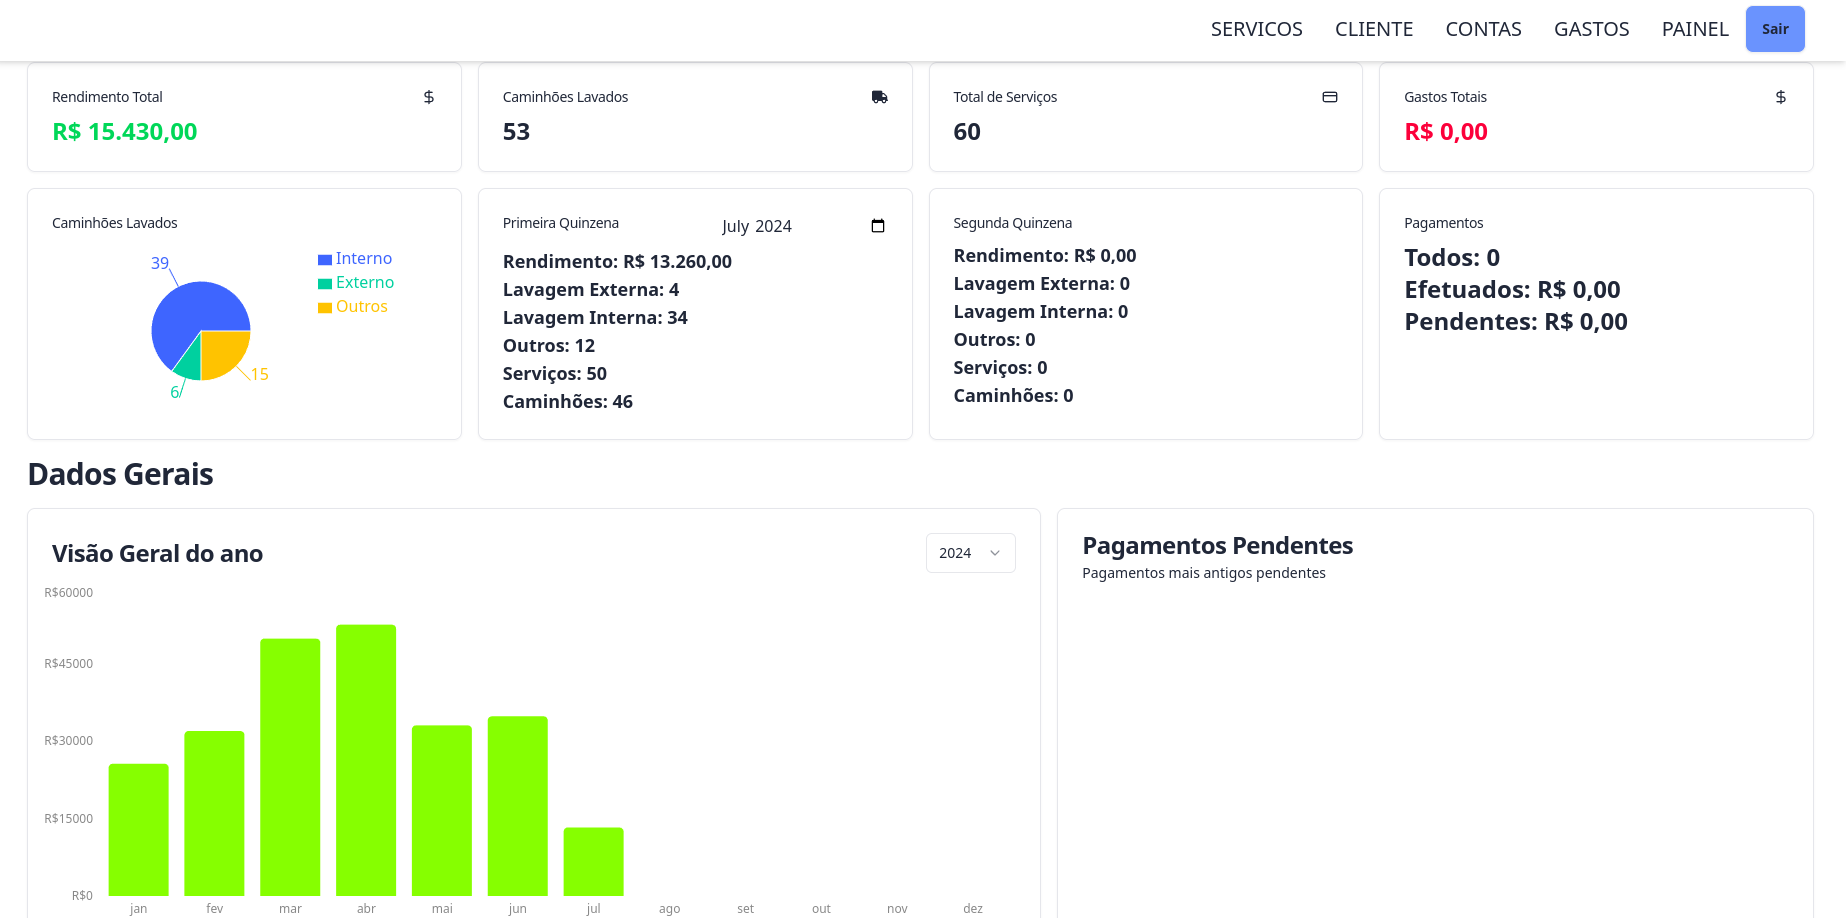 SERVICOS CLIENTE CONTAS GASTOS PAINEL Sair
Rendimento Total $
R$ 15.430,00
Caminhões Lavados
53
Total de Serviços
60
Gastos Totais $
R$ 0,00
Caminhões Lavados
39
6
15
Interno
Externo
Outros
Primeira Quinzena July 2024
Rendimento: R$ 13.260,00
Lavagem Externa: 4
Lavagem Interna: 34
Outros: 12
Serviços: 50
Caminhões: 46
Segunda Quinzena
Rendimento: R$ 0,00
Lavagem Externa: 0
Lavagem Interna: 0
Outros: 0
Serviços: 0
Caminhões: 0
Pagamentos
Todos: 0
Efetuados: R$ 0,00
Pendentes: R$ 0,00
Dados Gerais
Visão Geral do ano 2024
R$60000
R$45000
R$30000
R$15000
R$0
jan fev mar abr mai jun jul ago set out nov dez
Pagamentos Pendentes
Pagamentos mais antigos pendentes